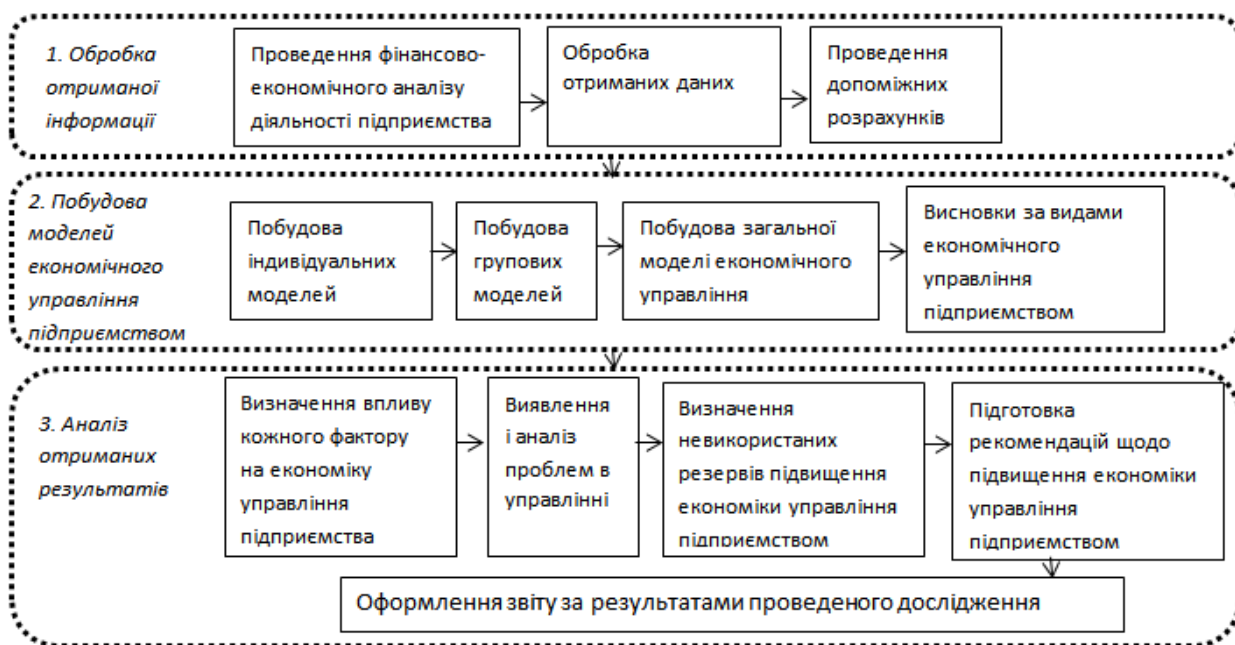 1. Обробка
отриманої
інформації
Проведення фінансово-
економічного аналізу
діяльності підприємства
Обробка
отриманих даних
Проведення
допоміжних
розрахунків
2. Побудова
моделей
економічного
управління
підприємством
Побудова
індивідуальних
моделей
Побудова
групових
моделей
Побудова загальної
моделі економічного
управління
Висновки за видами
економічного
управління
підприємством
3. Аналіз
отриманих
результатів
Визначення впливу
кожного фактору
на економіку
управління
підприємства
Виявлення
і аналіз
проблем в
управлінні
Визначення
невикористаних
резервів підвищення
економіки управління
підприємством
Підготовка
рекомендацій щодо
підвищення економіки
управління
підприємством
Оформлення звіту за результатами проведеного дослідження